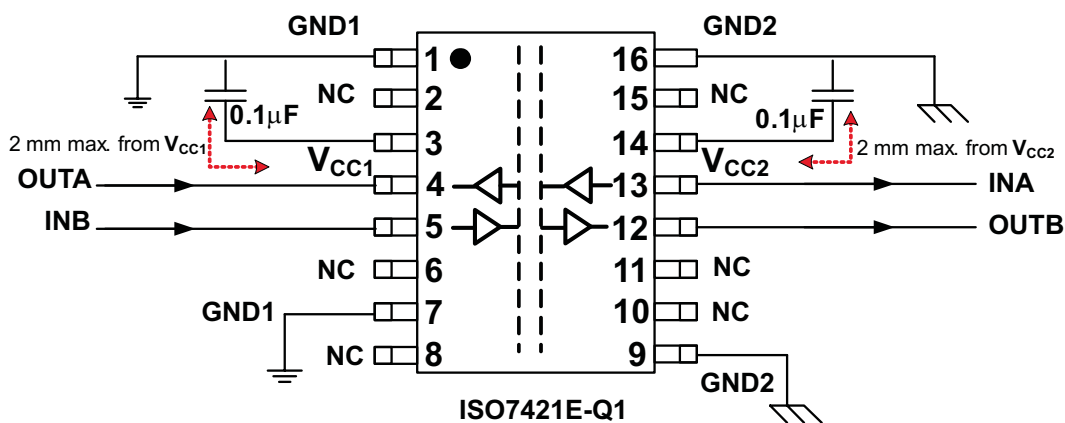 GND1
GND2
1
16
NC
2
15
NC
0.1µF
0.1µF
3
14
2 mm max. from VCC1
VCC1
VCC2
2 mm max. from VCC2
OUTA
4
13
INA
INB
5
12
OUTB
NC
6
11
NC
GND1
7
10
NC
NC
8
9
GND2
ISO7421E-Q1